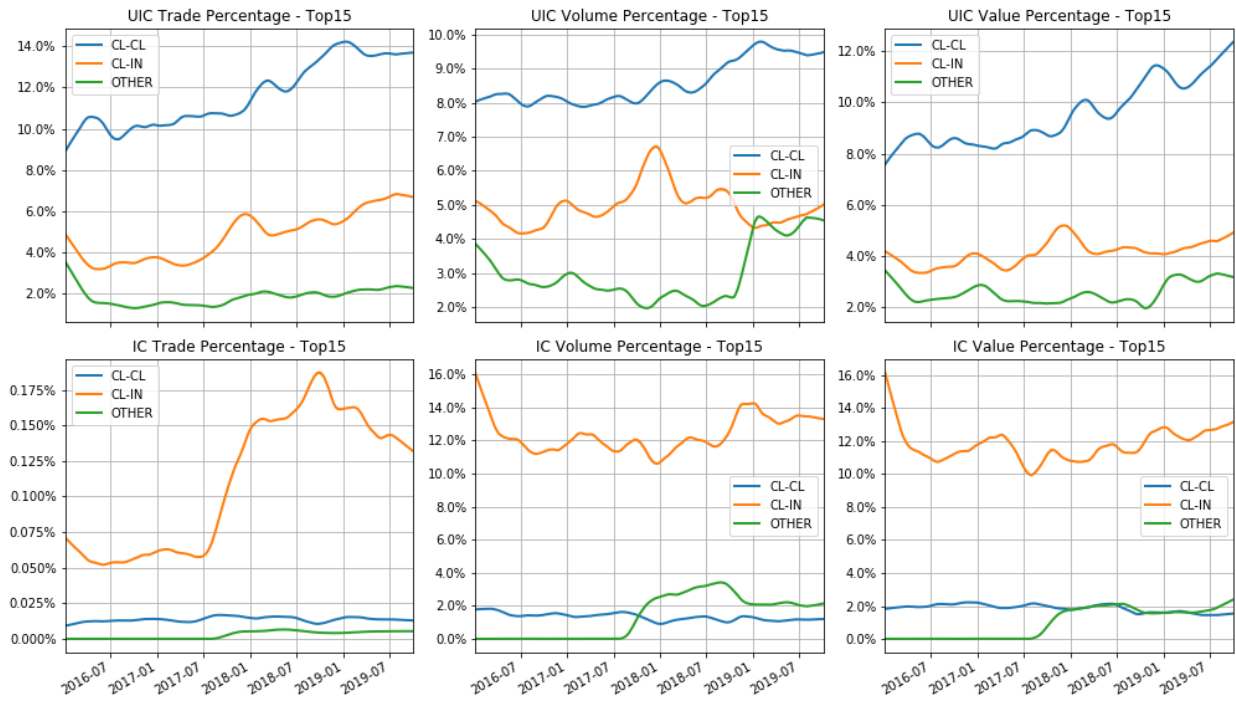 UIC Trade Percentage - Top15
14.0%
12.0%
10.0%
8.0%
6.0%
4.0%
2.0%
CL-CL
CL-IN
OTHER
UIC Volume Percentage - Top15
10.0%
9.0%
8.0%
7.0%
6.0%
5.0%
4.0%
3.0%
2.0%
CL-CL
CL-IN
OTHER
UIC Value Percentage - Top15
12.0%
10.0%
8.0%
6.0%
4.0%
2.0%
CL-CL
CL-IN
OTHER
IC Trade Percentage - Top15
0.175%
0.150%
0.125%
0.100%
0.075%
0.050%
0.025%
0.000%
CL-CL
CL-IN
OTHER
2016-07
2017-01
2017-07
2018-01
2018-07
2019-01
2019-07
IC Volume Percentage - Top15
16.0%
14.0%
12.0%
10.0%
8.0%
6.0%
4.0%
2.0%
0.0%
CL-CL
CL-IN
OTHER
2016-07
2017-01
2017-07
2018-01
2018-07
2019-01
2019-07
IC Value Percentage - Top15
16.0%
14.0%
12.0%
10.0%
8.0%
6.0%
4.0%
2.0%
0.0%
CL-CL
CL-IN
OTHER
2016-07
2017-01
2017-07
2018-01
2018-07
2019-01
2019-07